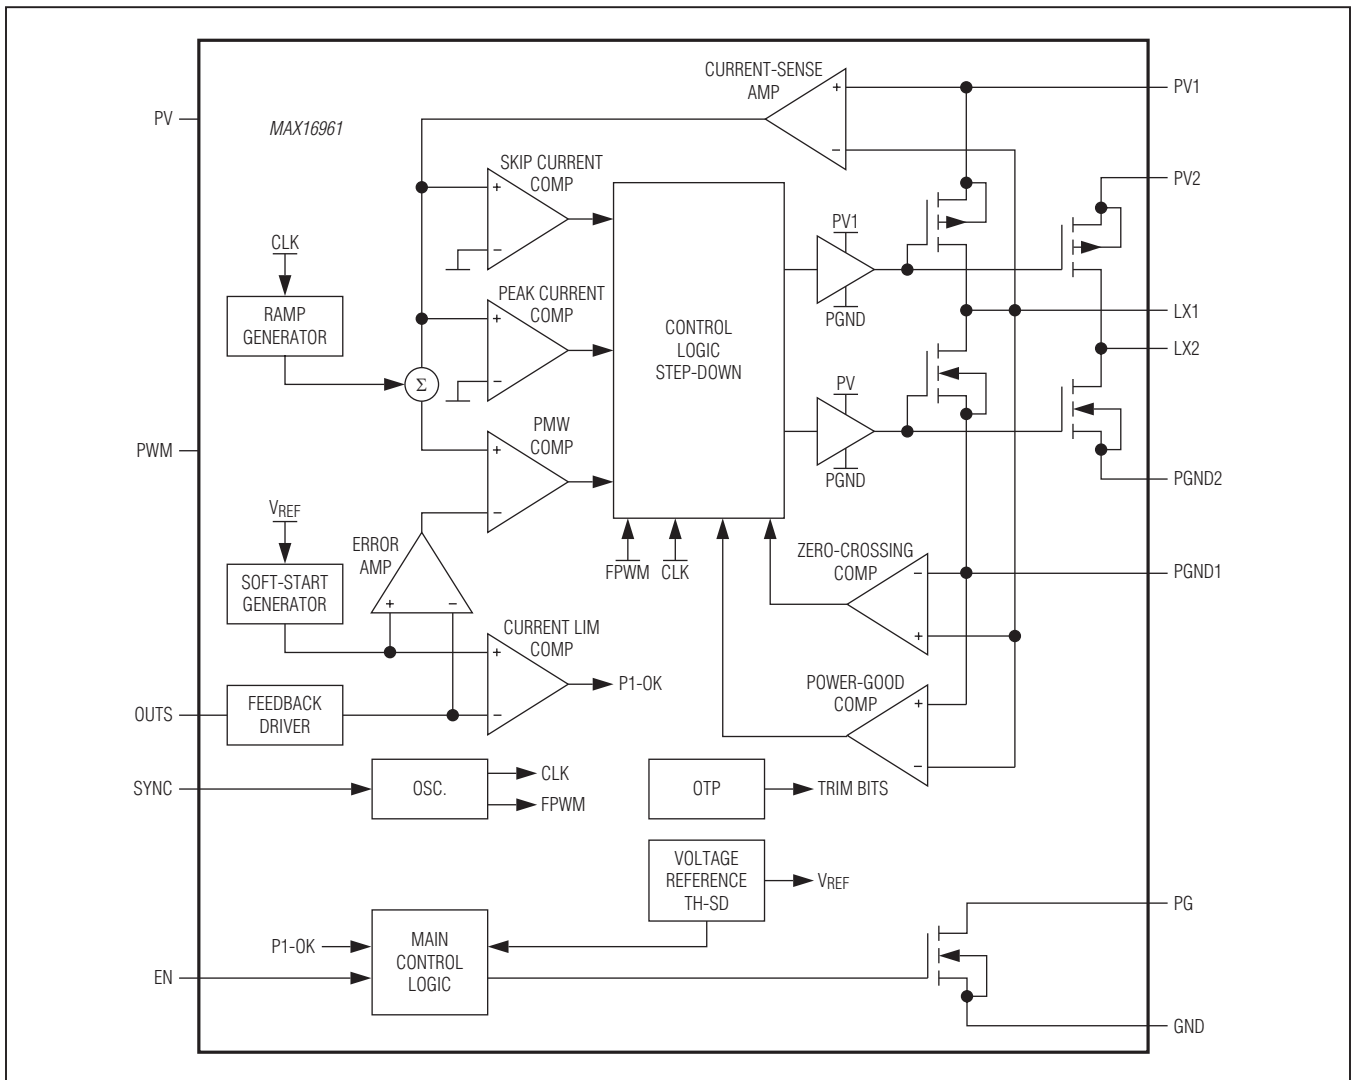 CURRENT-SENSE
AMP
+
−
PV1
PV
MAX16961
SKIP CURRENT
COMP
+
−
PV2
CLK
RAMP
GENERATOR
PEAK CURRENT
COMP
+
−
Σ
CONTROL
LOGIC
STEP-DOWN
PV1
PGND
LX1
LX2
PV
PGND
PWM
PMW
COMP
+
−
PGND2
VREF
SOFT-START
GENERATOR
ERROR
AMP
+
−
FPWM
CLK
ZERO-CROSSING
COMP
−
+
PGND1
CURRENT LIM
COMP
+
−
P1-OK
POWER-GOOD
COMP
+
−
OUTS
FEEDBACK
DRIVER
SYNC
OSC.
CLK
FPWM
OTP
TRIM BITS
VOLTAGE
REFERENCE
TH-SD
VREF
PG
P1-OK
EN
MAIN
CONTROL
LOGIC
GND